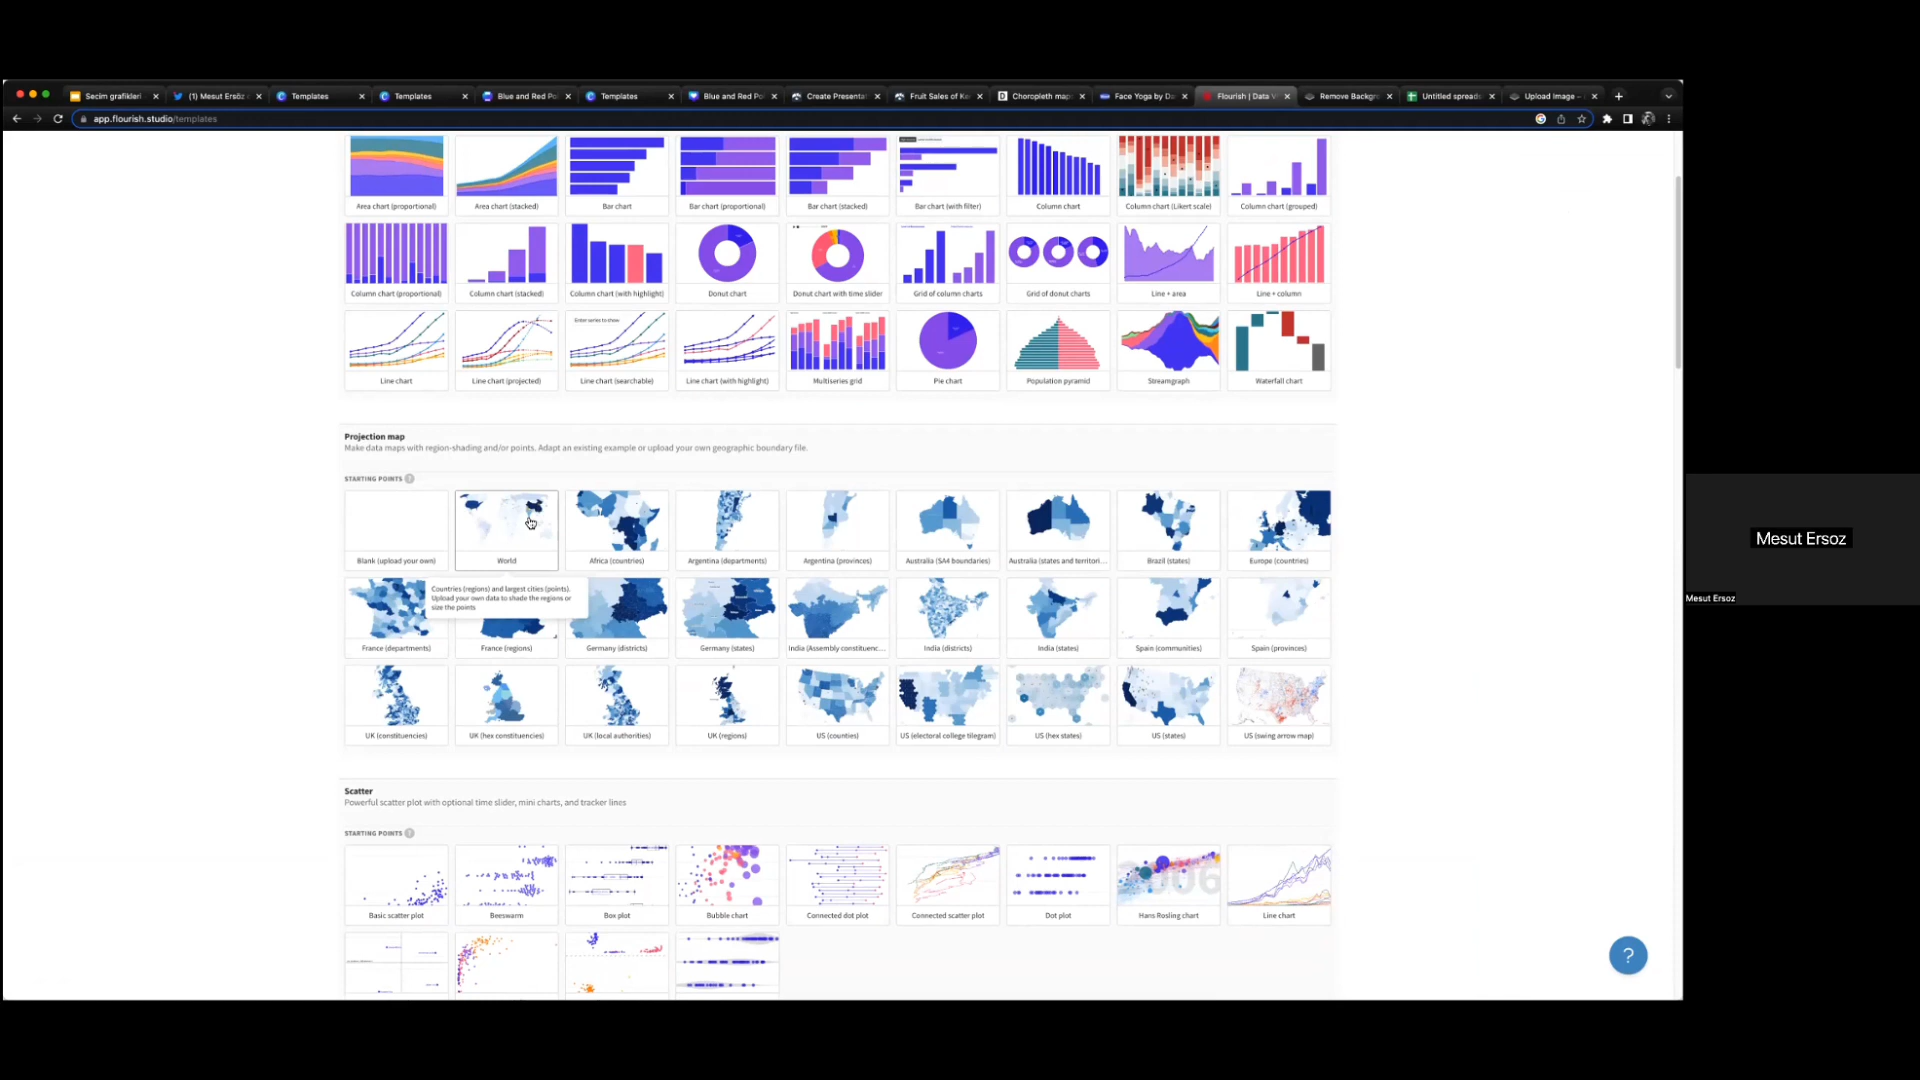 Secim grafikleri
(1) Mesut Ersöz
Templates
Templates
Blue and Red Po
Templates
Blue and Red Po
Create Presenta
Fruit Sales of Ke
Choropleth map
Face Yoga by Da
Flourish | Data V
Remove Backgr
Untitled spreads
Upload Image -
app.flourish.studio/templates
Area chart (proportional)
Area chart (stacked)
Bar chart
Bar chart (proportional)
Bar chart (stacked)
Bar chart (with filter)
Column chart
Column chart (Likert scale)
Column chart (grouped)
Column chart (proportional)
Column chart (stacked)
Column chart (with highlight)
Donut chart
Donut chart with time slider
Grid of column charts
Grid of donut charts
Line + area
Line + column
Enter series to show
Line chart
Line chart (projected)
Line chart (searchable)
Line chart (with highlight)
Multiseries grid
Pie chart
Population pyramid
Streamgraph
Waterfall chart
Projection map
Make data maps with region-shading and/or points. Adapt an existing example or upload your own geographic boundary file.
STARTING POINTS ?
Blank (upload your own)
World
Africa (countries)
Argentina (departments)
Argentina (provinces)
Australia (SA4 boundaries)
Australia (states and territori...
Brazil (states)
Europe (countries)
Countries (regions) and largest cities (points).
Upload your own data to shade the regions or
size the points
France (departments)
France (regions)
Germany (districts)
Germany (states)
India (Assembly constituenc...
India (districts)
India (states)
Spain (communities)
Spain (provinces)
UK (constituencies)
UK (hex constituencies)
UK (local authorities)
UK (regions)
US (counties)
US (electoral college tilegram)
US (hex states)
US (states)
US (swing arrow map)
Scatter
Powerful scatter plot with optional time slider, mini charts, and tracker lines
STARTING POINTS ?
2006
Basic scatter plot
Beeswarm
Box plot
Bubble chart
Connected dot plot
Connected scatter plot
Dot plot
Hans Rosling chart
Line chart
?
Mesut Ersoz
Mesut Ersoz